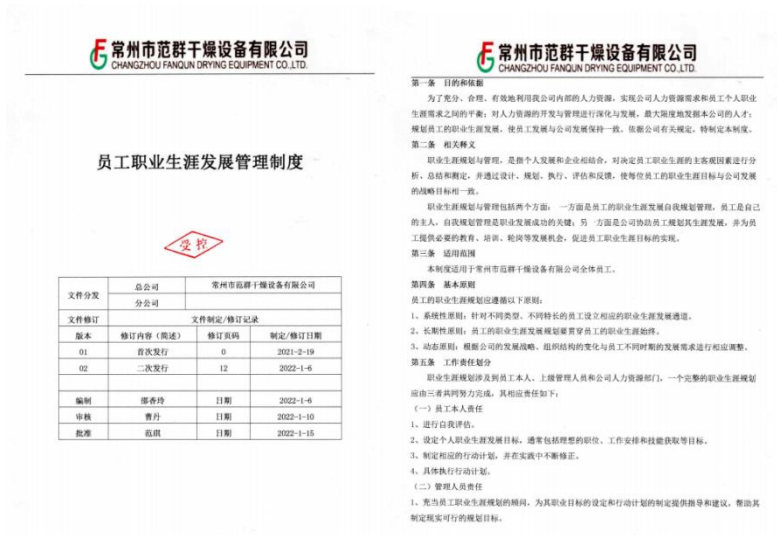 常州市范群干燥设备有限公司
CHANGZHOU FANQUN DRYING EQUIPMENT CO.,LTD.
员工职业生涯发展管理制度
受控
文件分发 总公司 常州市范群干燥设备有限公司
分公司
文件修订 文件制定/修订记录
版本 修订内容（简述） 修订页码 制定/修订日期
01 首次发行 0 2021-2-19
02 二次发行 12 2022-1-6
编制 邵香玲 日期 2022-1-6
审核 曹丹 日期 2022-1-10
批准 范琪 日期 2022-1-15
常州市范群干燥设备有限公司
CHANGZHOU FANQUN DRYING EQUIPMENT CO.,LTD.
第一条 目的和依据
为了充分、合理、有效地利用我公司内部的人力资源，实现公司人力资源需求和员工个人职业
生涯需求之间的平衡；对人力资源的开发与管理进行深化与发展，最大限度地发掘本公司的人才；
规划员工的职业生涯发展，使员工发展与公司发展保持一致。依据公司有关规定，特制定本制度。
第二条 相关释义
职业生涯规划与管理，是指个人发展和企业相结合，对决定员工职业生涯的主客观因素进行分
析、总结和测定，并通过设计、规划、执行、评估和反馈，使每位员工的职业生涯目标与公司发展
的战略目标相一致。
职业生涯规划与管理包括两个方面：一方面是员工的职业生涯发展自我规划管理，员工是自己
的主人，自我规划管理是职业发展成功的关键；另一方面是公司协助员工规划其生涯发展，并为员
工提供必要的教育、培训、轮岗等发展机会，促进员工职业生涯目标的实现。
第三条 适用范围
本制度适用于常州市范群干燥设备有限公司全体员工。
第四条 基本原则
员工的职业生涯规划应遵循以下原则：
1、系统性原则：针对不同类型、不同特长的员工设立相应的职业生涯发展通道。
2、长期性原则：员工的职业生涯发展规划要贯穿员工的职业生涯始终。
3、动态原则：根据公司的发展战略、组织结构的变化与员工不同时期的发展需求进行相应调整。
第五条 工作责任划分
职业生涯规划涉及到员工本人、上级管理人员和公司人力资源部门，一个完整的职业生涯规划
应由三者共同努力完成，其相应责任如下：
（一）员工本人责任
1、进行自我评估。
2、设定个人职业生涯发展目标，通常包括理想的职位、工作安排和技能获取等目标。
3、制定相应的行动计划，并在实践中不断修正。
4、具体执行行动计划。
（二）管理人员责任
1、充当员工职业生涯规划的顾问，为其职业目标的设定和行动计划的制定提供指导和建议，帮助其
制定现实可行的规划目标。